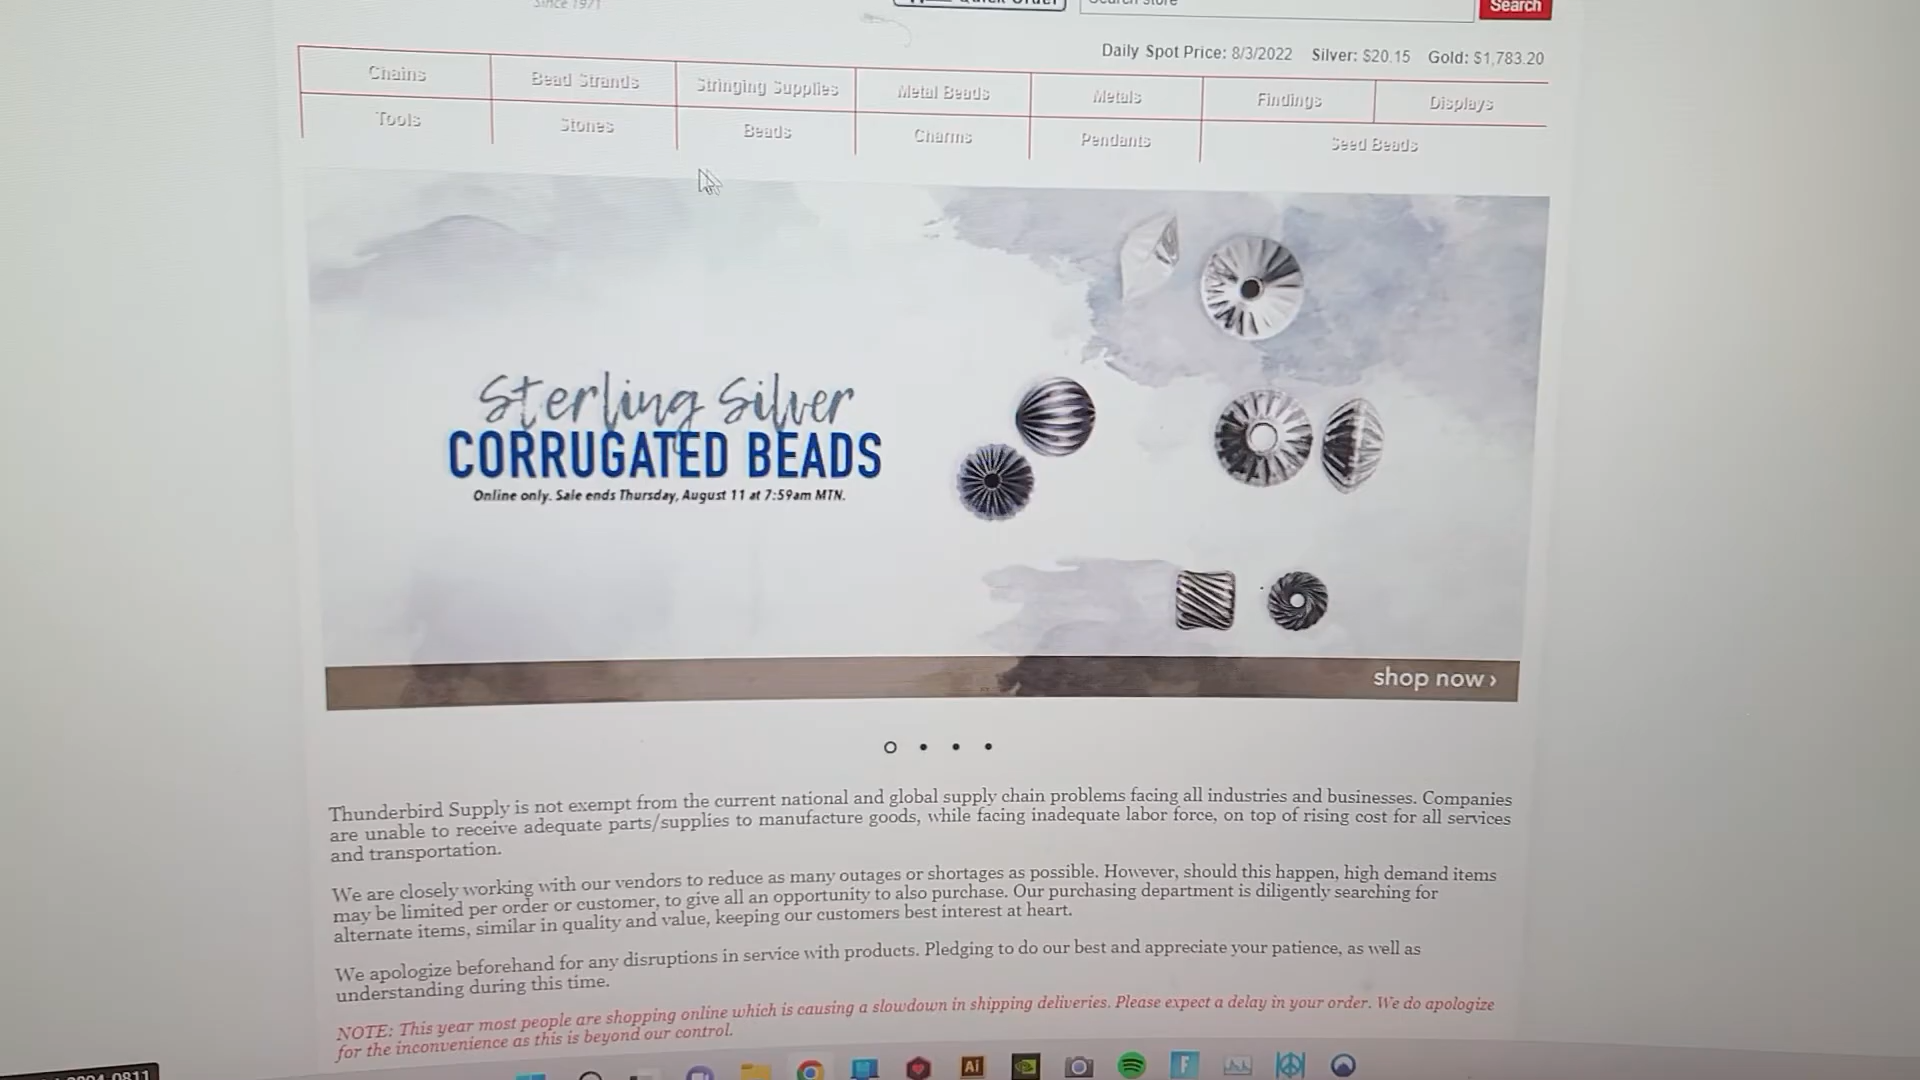 Since 1971
Quick Order
Search store
Search
Daily Spot Price: 8/3/2022 Silver: $20.15 Gold: $1,783.20
Chains
Bead Strands
Stringing Supplies
Metal Beads
Metals
Findings
Displays
Tools
Stones
Beads
Charms
Pendants
Seed Beads
Sterling Silver
CORRUGATED BEADS
Online only. Sale ends Thursday, August 11 at 7:59am MTN.
shop now ›
Thunderbird Supply is not exempt from the current national and global supply chain problems facing all industries and businesses. Companies
are unable to receive adequate parts/supplies to manufacture goods, while facing inadequate labor force, on top of rising cost for all services
and transportation.
We are closely working with our vendors to reduce as many outages or shortages as possible. However, should this happen, high demand items
may be limited per order or customer, to give all an opportunity to also purchase. Our purchasing department is diligently searching for
alternate items, similar in quality and value, keeping our customers best interest at heart.
We apologize beforehand for any disruptions in service with products. Pledging to do our best and appreciate your patience, as well as
understanding during this time.
NOTE: This year most people are shopping online which is causing a slowdown in shipping deliveries. Please expect a delay in your order. We do apologize
for the inconvenience as this is beyond our control.
Ai
F